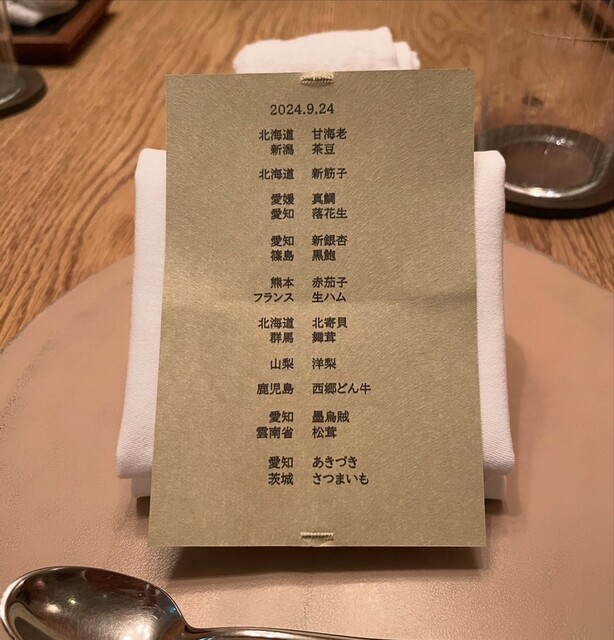 2024.9.24
北海道 甘海老
新潟 茶豆
北海道 新筋子
愛媛 真鯛
愛知 落花生
愛知 新銀杏
篠島 黒鮑
熊本 赤茄子
フランス 生ハム
北海道 北寄貝
群馬 舞茸
山梨 洋梨
鹿児島 西郷どん牛
愛知 墨烏賊
雲南省 松茸
愛知 あきづき
茨城 さつまいも